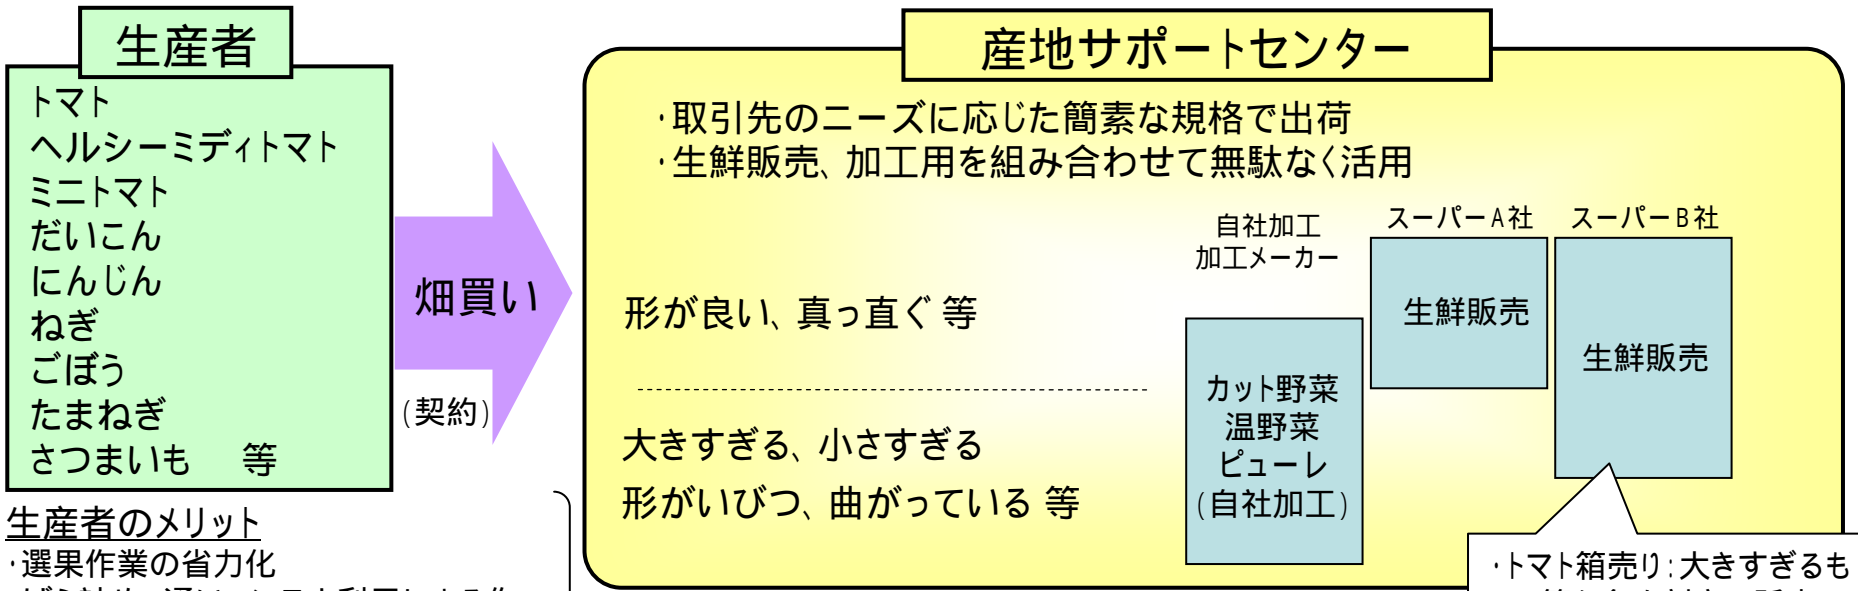 生産者
トマト
ヘルシーミディトマト
ミニトマト
だいこん
にんじん
ねぎ
ごぼう
たまねぎ
さつまいも 等
畑買い
(契約)
産地サポートセンター
・取引先のニーズに応じた簡素な規格で出荷
・生鮮販売、加工用を組み合わせて無駄なく活用
自社加工
加工メーカー
スーパーA社
スーパーB社
形が良い、真っ直ぐ 等
大きすぎる、小さすぎる
形がいびつ、曲がっている 等
カット野菜
温野菜
ピューレ
(自社加工)
生鮮販売
生鮮販売
生産者のメリット
・選果作業の省力化
・トマト箱売り:大きすぎるも